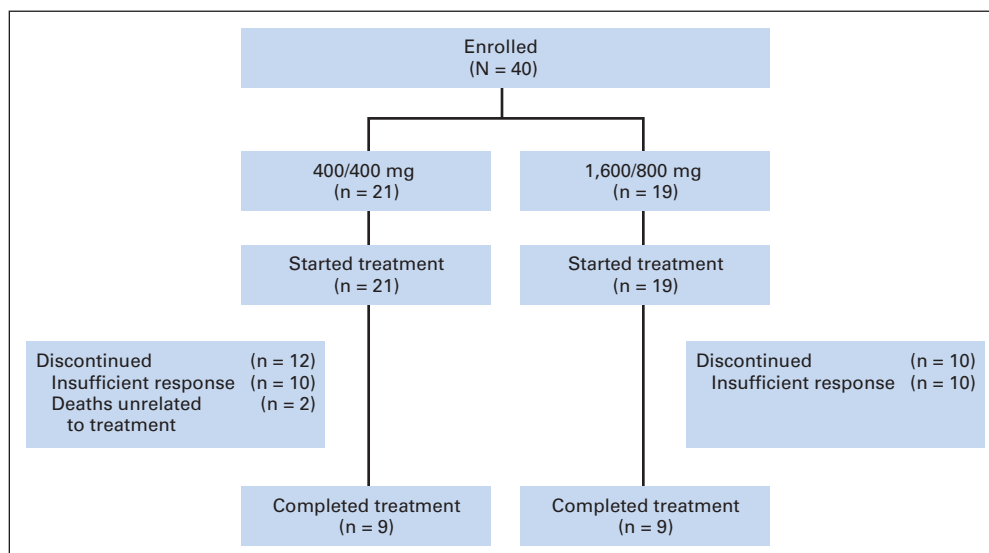 Enrolled
(N = 40)
400/400 mg
(n = 21)
1,600/800 mg
(n = 19)
Started treatment
(n = 21)
Started treatment
(n = 19)
Discontinued (n = 12)
Insufficient response (n = 10)
Deaths unrelated (n = 2)
to treatment
Discontinued (n = 10)
Insufficient response (n = 10)
Completed treatment
(n = 9)
Completed treatment
(n = 9)